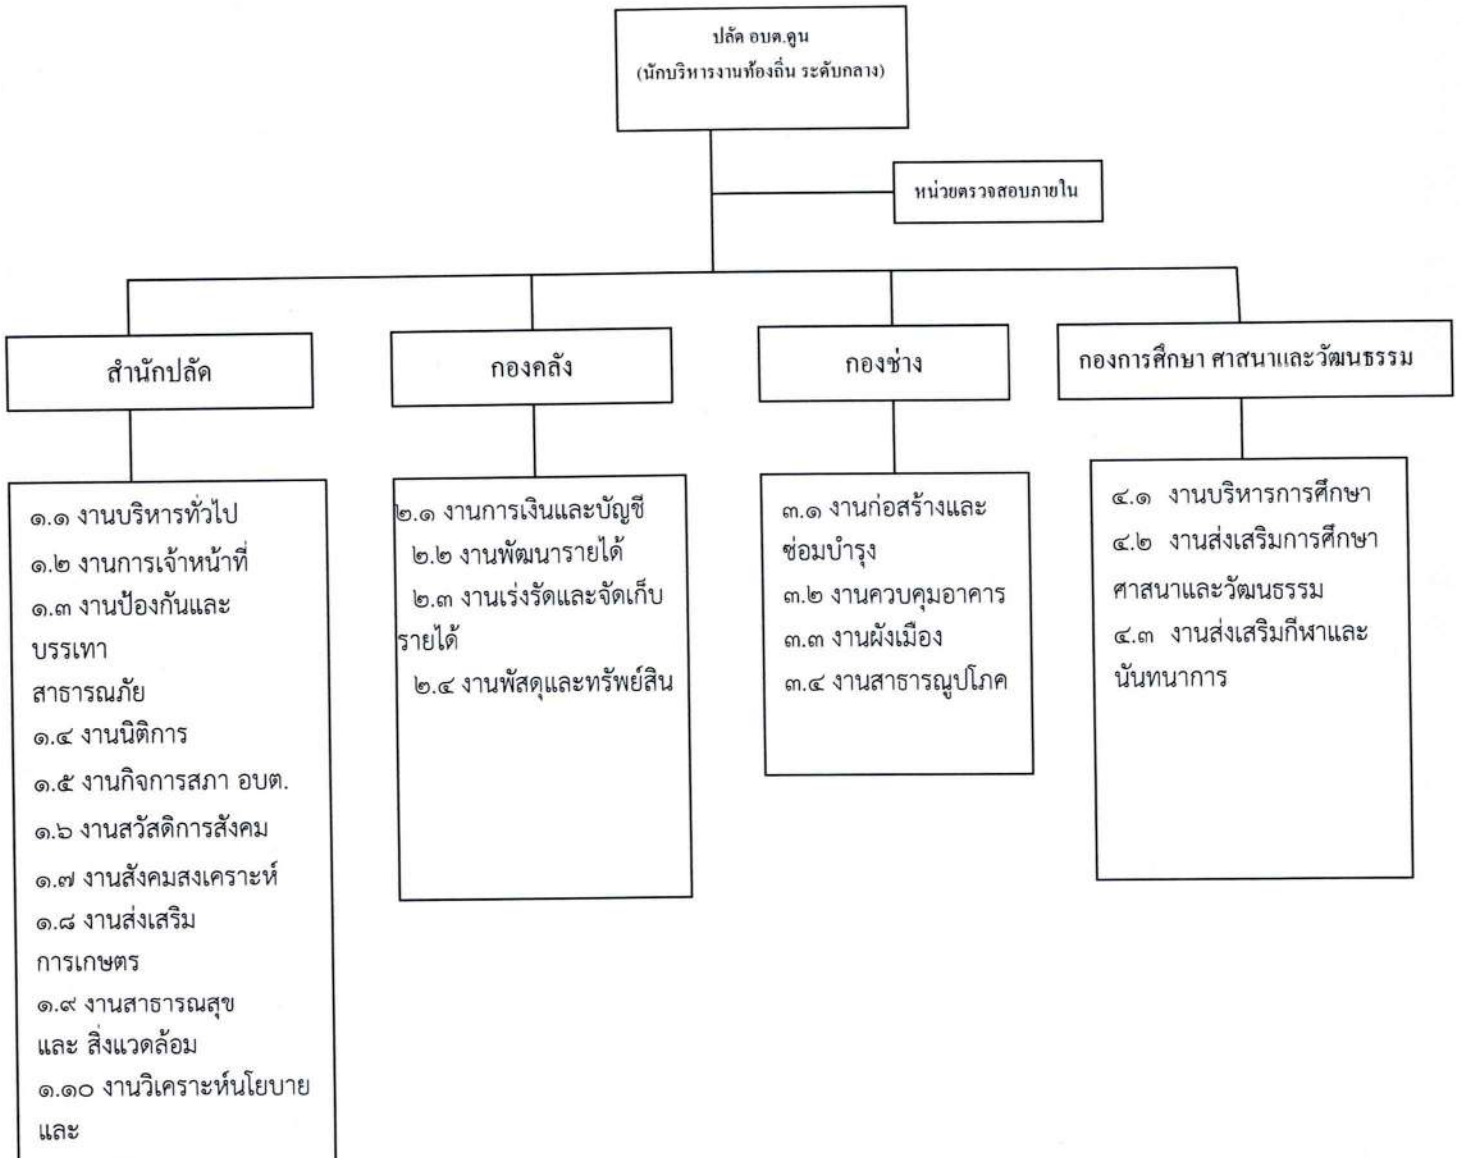 ปลัด อบต.คูน
(นักบริหารงานท้องถิ่น ระดับกลาง)
หน่วยตรวจสอบภายใน
สำนักปลัด
กองคลัง
กองช่าง
กองการศึกษา ศาสนาและวัฒนธรรม
๑.๑ งานบริหารทั่วไป
๑.๒ งานการเจ้าหน้าที่
๑.๓ งานป้องกันและ
บรรเทา
สาธารณภัย
๑.๔ งานนิติการ
๑.๕ งานกิจการสภา อบต.
๑.๖ งานสวัสดิการสังคม
๑.๗ งานสังคมสงเคราะห์
๑.๘ งานส่งเสริม
การเกษตร
๑.๙ งานสาธารณสุข
และ สิ่งแวดล้อม
๑.๑๐ งานวิเคราะห์นโยบาย
และ
๒.๑ งานการเงินและบัญชี
๒.๒ งานพัฒนารายได้
๒.๓ งานเร่งรัดและจัดเก็บ
รายได้
๒.๔ งานพัสดุและทรัพย์สิน
๓.๑ งานก่อสร้างและ
ซ่อมบำรุง
๓.๒ งานควบคุมอาคาร
๓.๓ งานผังเมือง
๓.๔ งานสาธารณูปโภค
๔.๑ งานบริหารการศึกษา
๔.๒ งานส่งเสริมการศึกษา
ศาสนาและวัฒนธรรม
๔.๓ งานส่งเสริมกีฬาและ
นันทนาการ